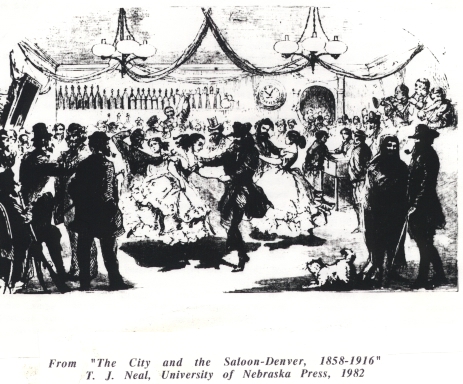 From "The City and the Saloon-Denver, 1858-1916"
T. J. Neal, University of Nebraska Press, 1982